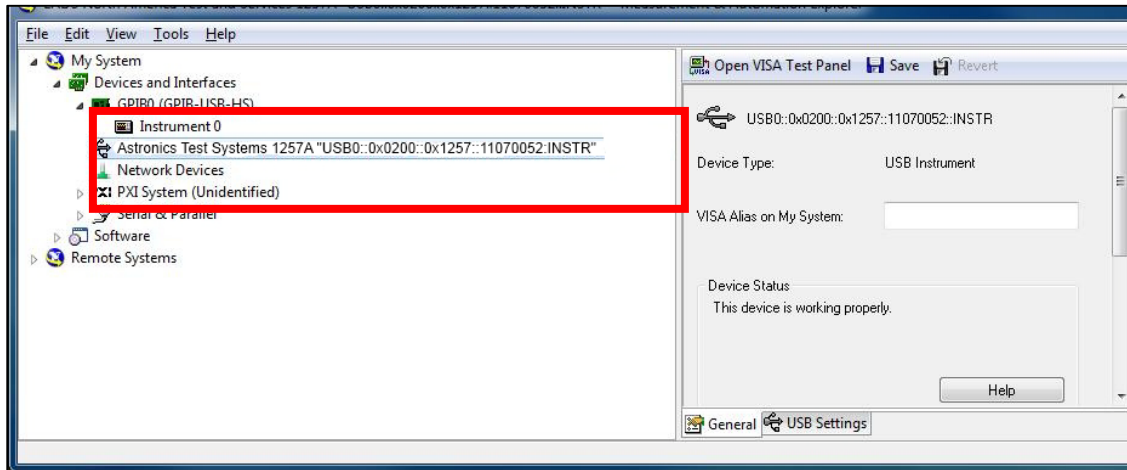 File Edit View Tools Help
My System
Devices and Interfaces
GPIB0 (GPIB-USB-HS)
Instrument 0
Astronics Test Systems 1257A "USB0::0x0200::0x1257::11070052:INSTR"
Network Devices
PXI System (Unidentified)
Serial & Parallel
Software
Remote Systems
Open VISA Test Panel Save Revert
USB0::0x0200::0x1257::11070052::INSTR
Device Type: USB Instrument
VISA Alias on My System:
Device Status
This device is working properly.
Help
General USB Settings